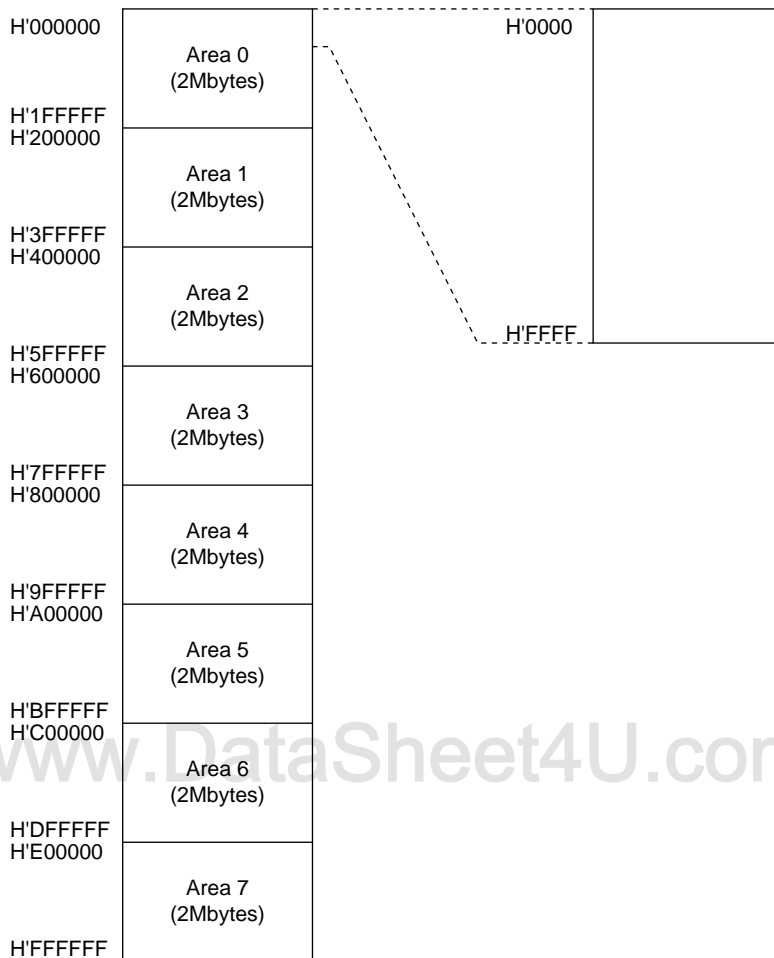 H'000000
H'0000
Area 0
(2Mbytes)
H'1FFFFF
H'200000
Area 1
(2Mbytes)
H'3FFFFF
H'400000
Area 2
(2Mbytes)
H'FFFF
H'5FFFFF
H'600000
Area 3
(2Mbytes)
H'7FFFFF
H'800000
Area 4
(2Mbytes)
H'9FFFFF
H'A00000
Area 5
(2Mbytes)
H'BFFFFF
H'C00000
www.DataSheet4U.com
Area 6
(2Mbytes)
H'DFFFFF
H'E00000
Area 7
(2Mbytes)
H'FFFFFF